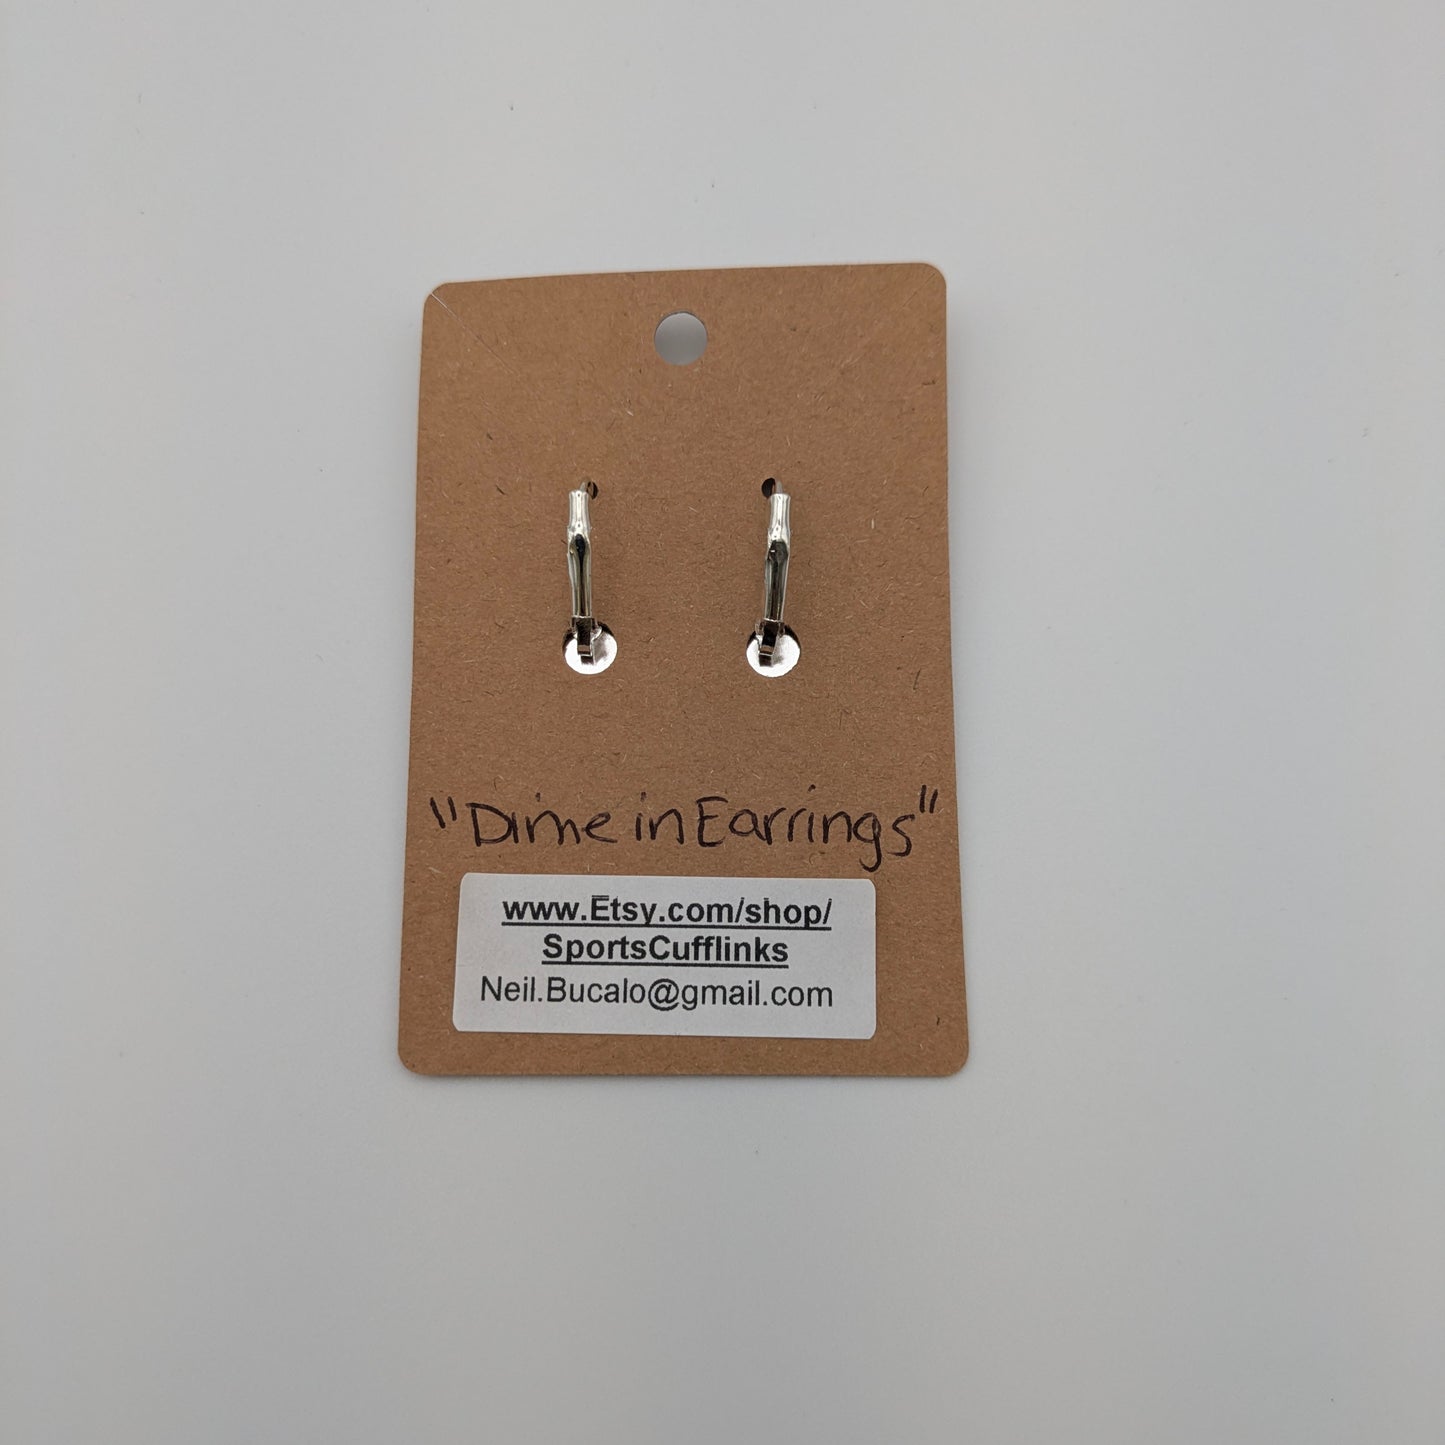 "Dime in Earrings"
www.Etsy.com/shop/
SportsCufflinks
Neil.Bucalo@gmail.com